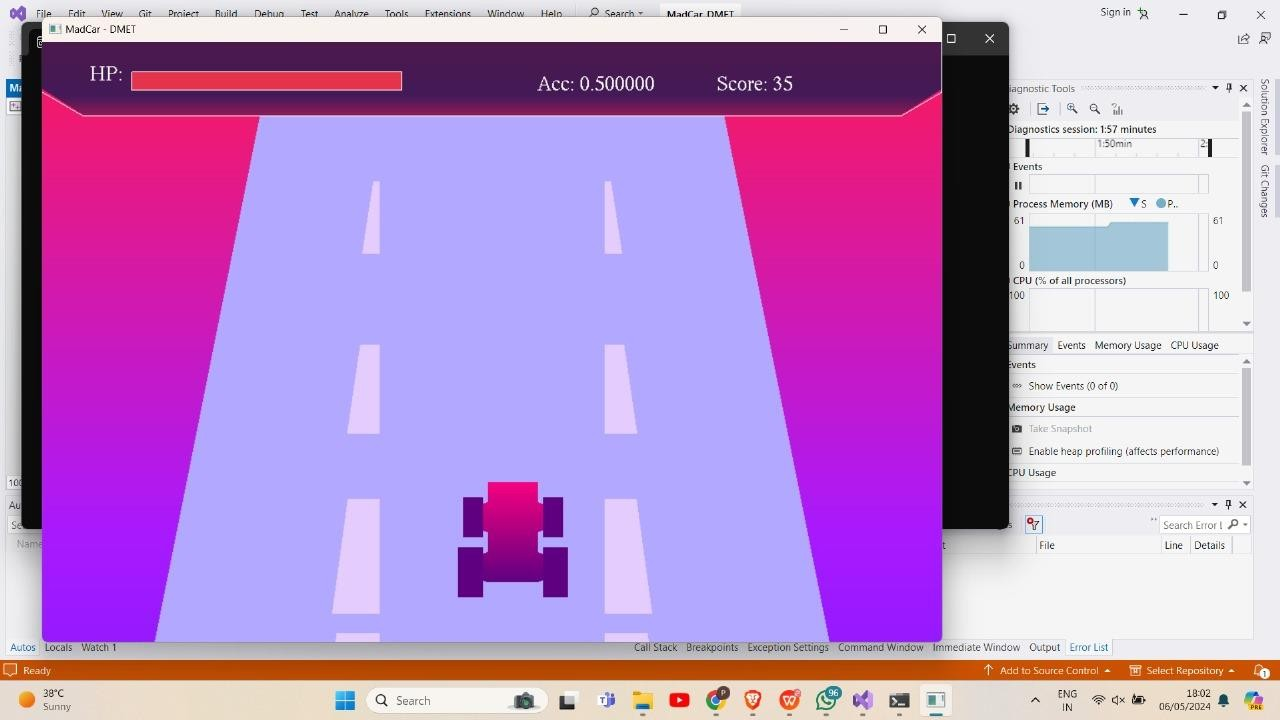 File Edit View Git Project Build Debug Test Analyze Tools Extensions Window Help Search MadCar_DMET Sign in
MadCar - DMET
HP:
Acc: 0.500000
Score: 35
Diagnostic Tools
Diagnostics session: 1:57 minutes
1:50min 2:
Events
Process Memory (MB) S P..
61 61
0 0
CPU (% of all processors)
100 100
Summary Events Memory Usage CPU Usage
Events
Show Events (0 of 0)
Memory Usage
Take Snapshot
Enable heap profiling (affects performance)
CPU Usage
Solution Explorer
Git Changes
100
Search Error L
Name
File Line Details
Autos Locals Watch 1
Call Stack Breakpoints Exception Settings Command Window Immediate Window Output Error List
Ready
Add to Source Control Select Repository
1
38°C
Sunny
Search
96
ENG
IN
18:02
06/05/2024
PRE